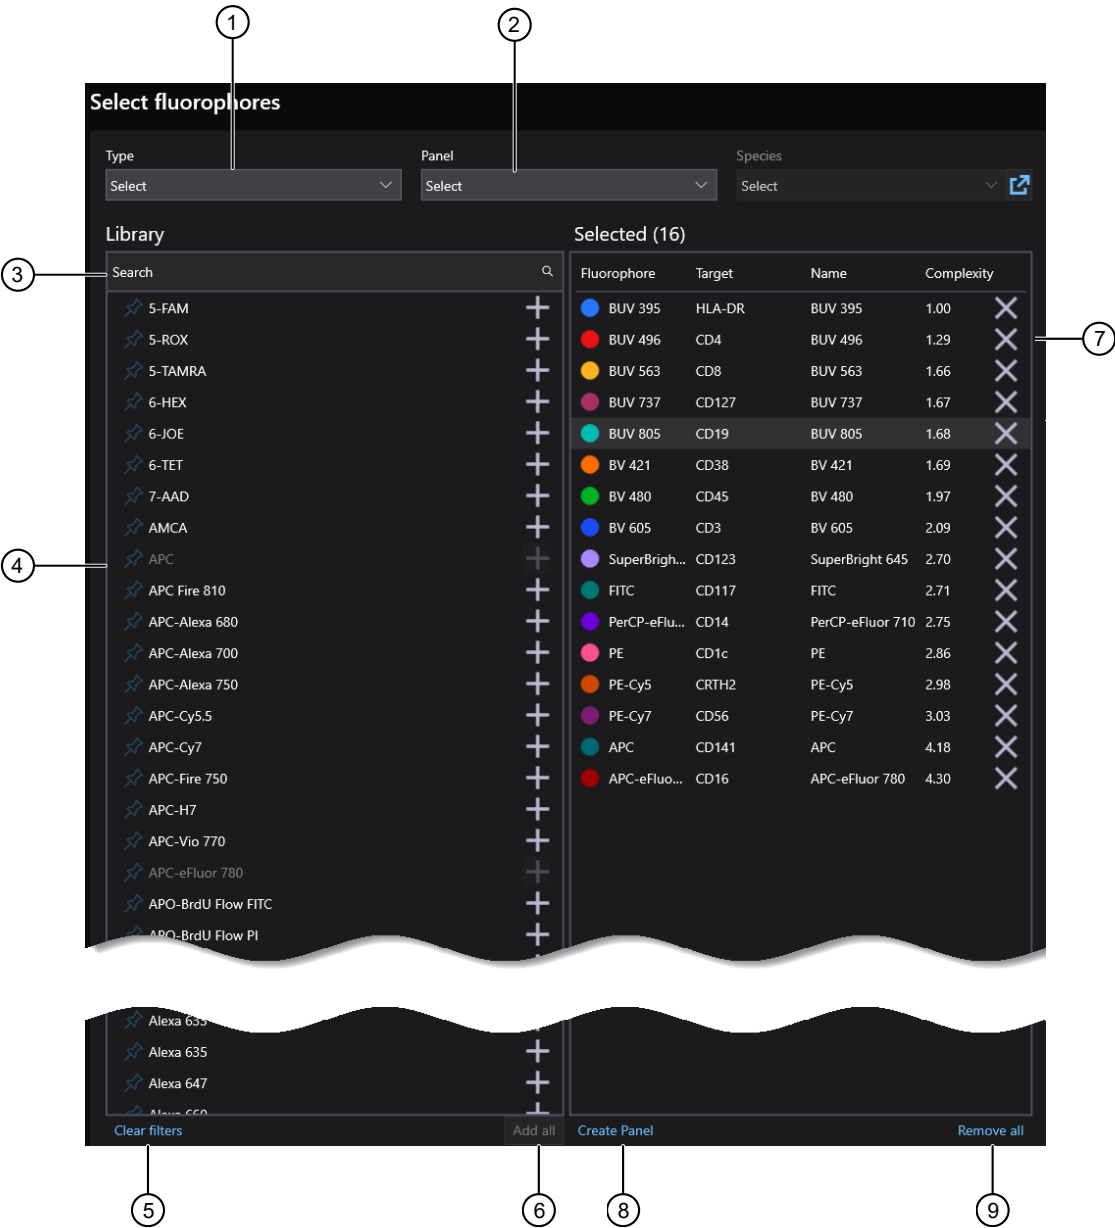 1
2
Select fluorophores
Type
Panel
Species
Select
Select
Select
Library
Selected (16)
3
Search
Fluorophore Target Name Complexity
7
5-FAM
5-ROX
5-TAMRA
6-HEX
6-JOE
6-TET
7-AAD
AMCA
4
APC
APC Fire 810
APC-Alexa 680
APC-Alexa 700
APC-Alexa 750
APC-Cy5.5
APC-Cy7
APC-Fire 750
APC-H7
APC-Vio 770
APC-eFluor 780
APO-BrdU Flow FITC
APO-BrdU Flow PI
BUV 395 HLA-DR BUV 395 1.00
BUV 496 CD4 BUV 496 1.29
BUV 563 CD8 BUV 563 1.66
BUV 737 CD127 BUV 737 1.67
BUV 805 CD19 BUV 805 1.68
BV 421 CD38 BV 421 1.69
BV 480 CD45 BV 480 1.97
BV 605 CD3 BV 605 2.09
SuperBrigh... CD123 SuperBright 645 2.70
FITC CD117 FITC 2.71
PerCP-eFlu... CD14 PerCP-eFluor 710 2.75
PE CD1c PE 2.86
PE-Cy5 CRTH2 PE-Cy5 2.98
PE-Cy7 CD56 PE-Cy7 3.03
APC CD141 APC 4.18
APC-eFluo... CD16 APC-eFluor 780 4.30
Alexa 633
Alexa 635
Alexa 647
Alexa 660
Clear filters
Add all
Create Panel
Remove all
5
6
8
9